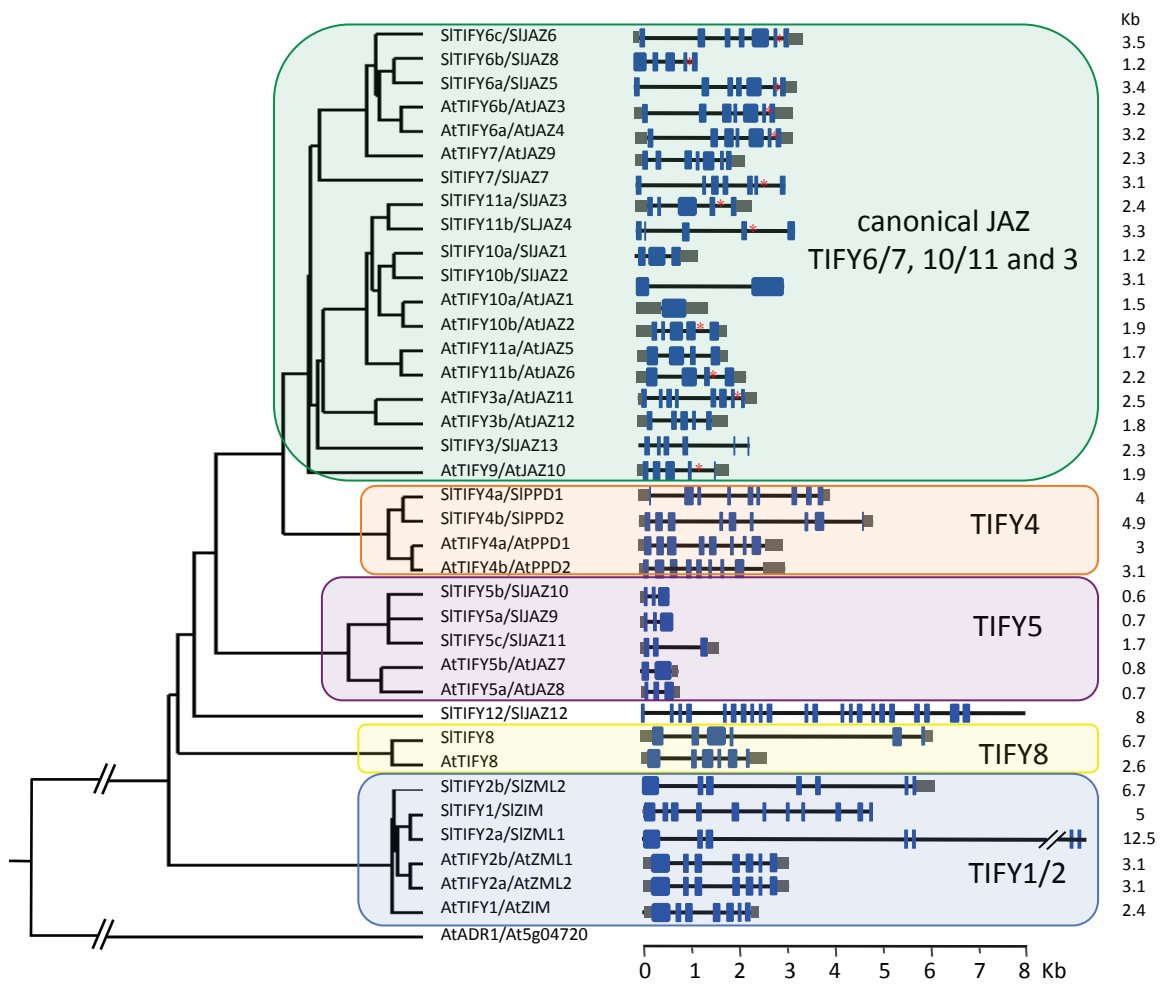 Kb
SlTIFY6c/SlJAZ6 3.5
SlTIFY6b/SlJAZ8 1.2
SlTIFY6a/SlJAZ5 3.4
AtTIFY6b/AtJAZ3 3.2
AtTIFY6a/AtJAZ4 3.2
AtTIFY7/AtJAZ9 2.3
SlTIFY7/SlJAZ7 3.1
SlTIFY11a/SlJAZ3 2.4
SlTIFY11b/SLJAZ4 3.3
canonical JAZ
TIFY6/7, 10/11 and 3
SlTIFY10a/SlJAZ1 1.2
SlTIFY10b/SlJAZ2 3.1
AtTIFY10a/AtJAZ1 1.5
AtTIFY10b/AtJAZ2 1.9
AtTIFY11a/AtJAZ5 1.7
AtTIFY11b/AtJAZ6 2.2
AtTIFY3a/AtJAZ11 2.5
AtTIFY3b/AtJAZ12 1.8
SlTIFY3/SlJAZ13 2.3
AtTIFY9/AtJAZ10 1.9
SlTIFY4a/SlPPD1 4
SlTIFY4b/SlPPD2 4.9
TIFY4
AtTIFY4a/AtPPD1 3
AtTIFY4b/AtPPD2 3.1
SlTIFY5b/SlJAZ10 0.6
SlTIFY5a/SlJAZ9 0.7
TIFY5
SlTIFY5c/SlJAZ11 1.7
AtTIFY5b/AtJAZ7 0.8
AtTIFY5a/AtJAZ8 0.7
SlTIFY12/SlJAZ12 8
SlTIFY8 6.7
TIFY8
AtTIFY8 2.6
SlTIFY2b/SlZML2 6.7
SlTIFY1/SlZIM 5
SlTIFY2a/SlZML1 12.5
AtTIFY2b/AtZML1 3.1
TIFY1/2
AtTIFY2a/AtZML2 3.1
AtTIFY1/AtZIM 2.4
AtADR1/At5g04720
0 1 2 3 4 5 6 7 8 Kb